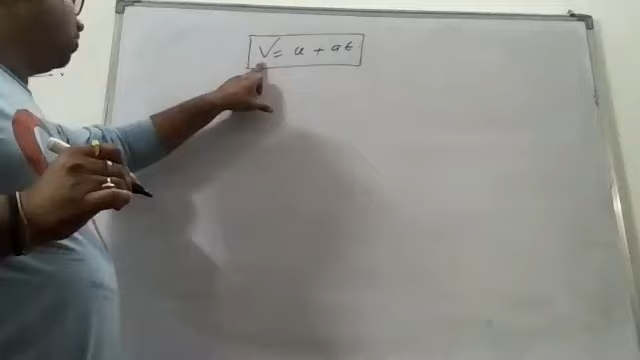 V = u + at